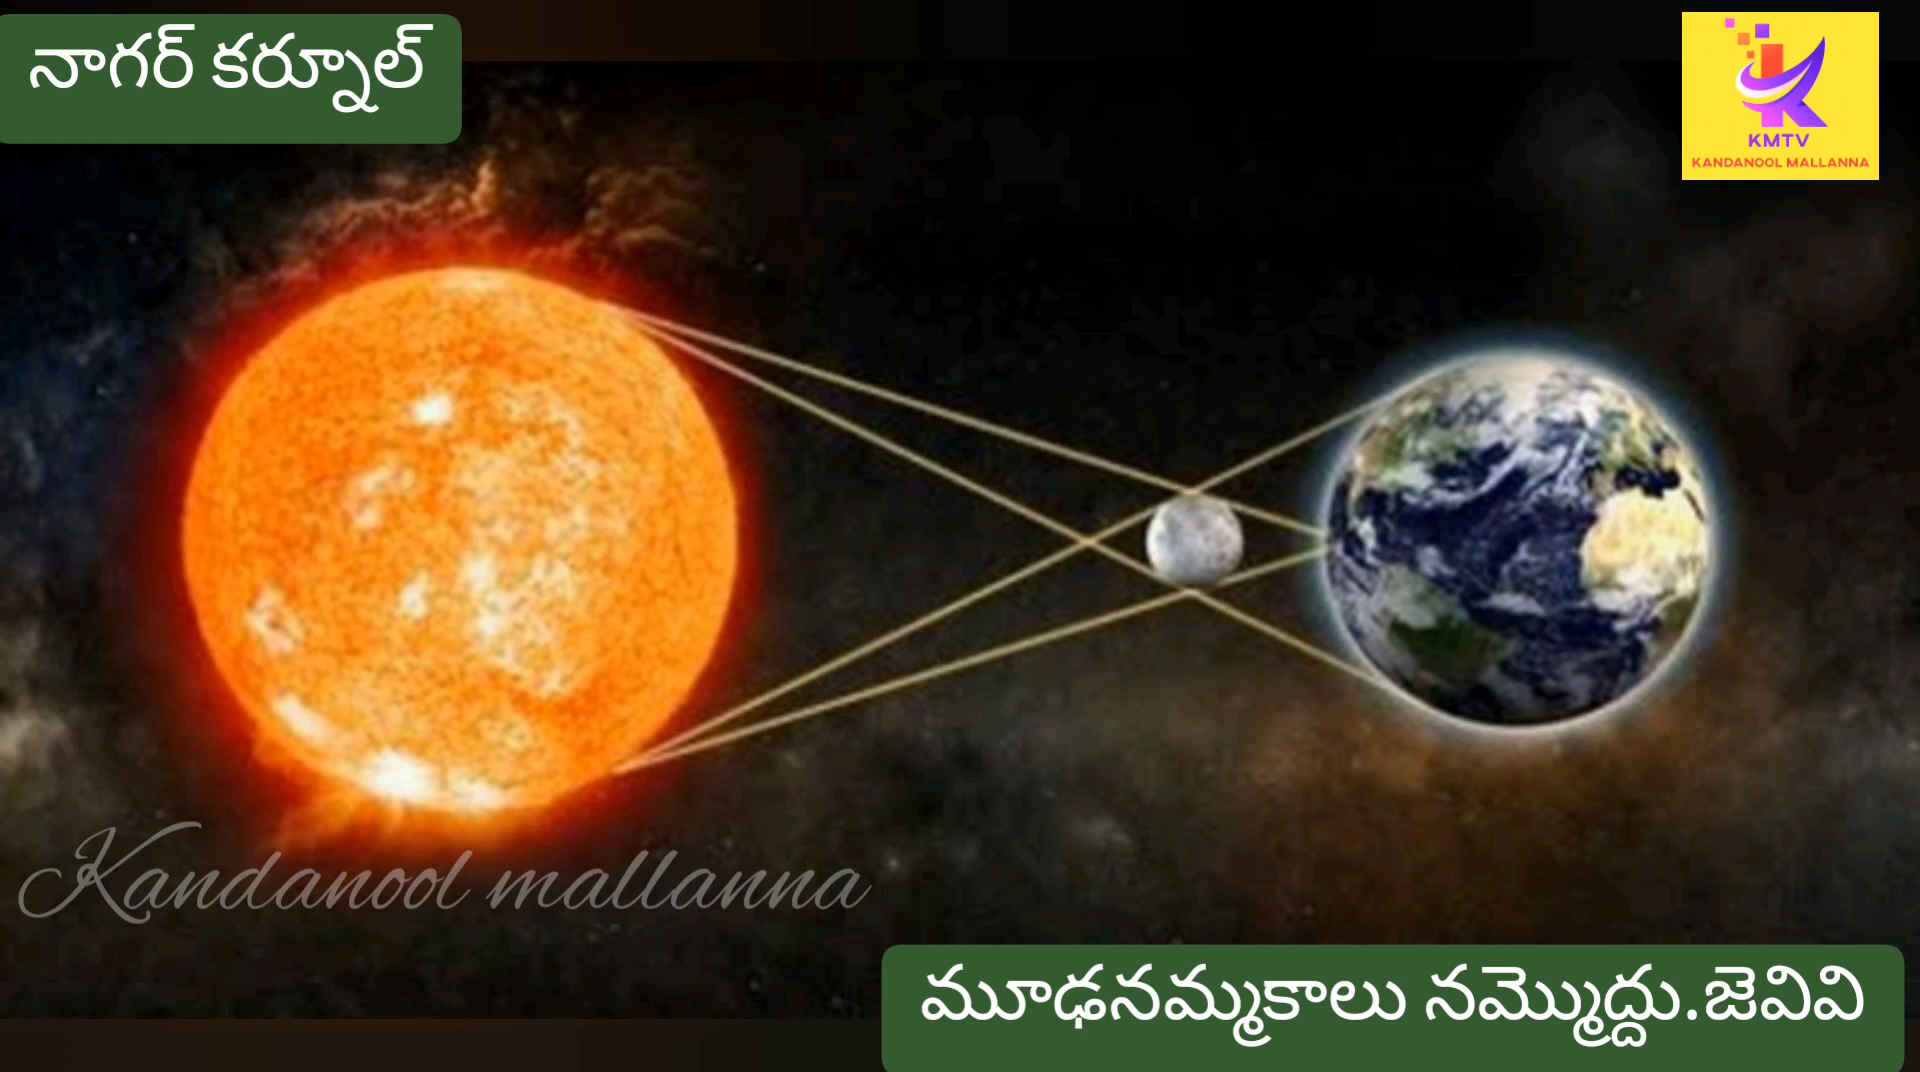 నాగర్ కర్నూల్
KMTV
KANDANOOL MALLANNA
Kandanool mallanna
మూఢనమ్మకాలు నమ్మొద్దు.జెవివి